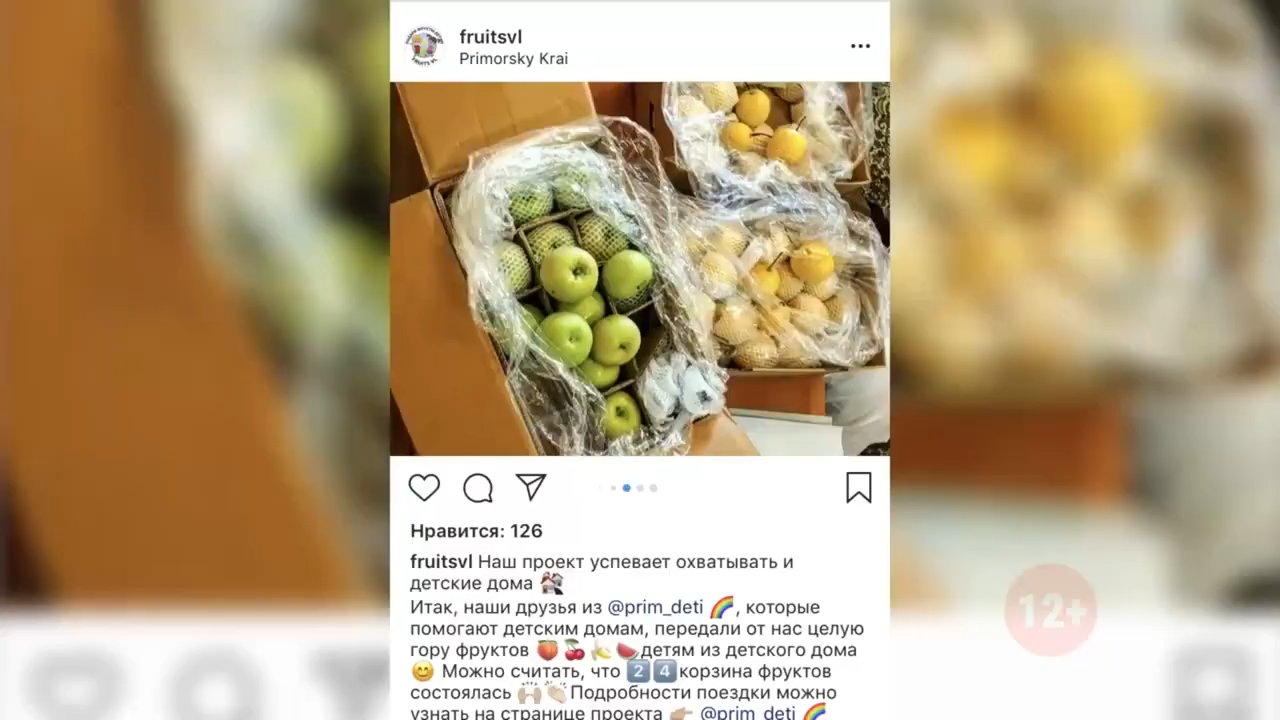 fruitsvl
Primorsky Krai
Нравится: 126
fruitsvl Наш проект успевает охватывать и
детские дома 🏘
Итак, наши друзья из @prim_deti 🌈, которые
помогают детским домам, передали от нас целую
гору фруктов 🍑🍒🍌🍉детям из детского дома
😊 Можно считать, что 2️⃣4️⃣корзина фруктов
состоялась 🙌🏼👏🏼Подробности поездки можно
узнать на странице проекта 👉🏼 @prim_deti 🌈
12+